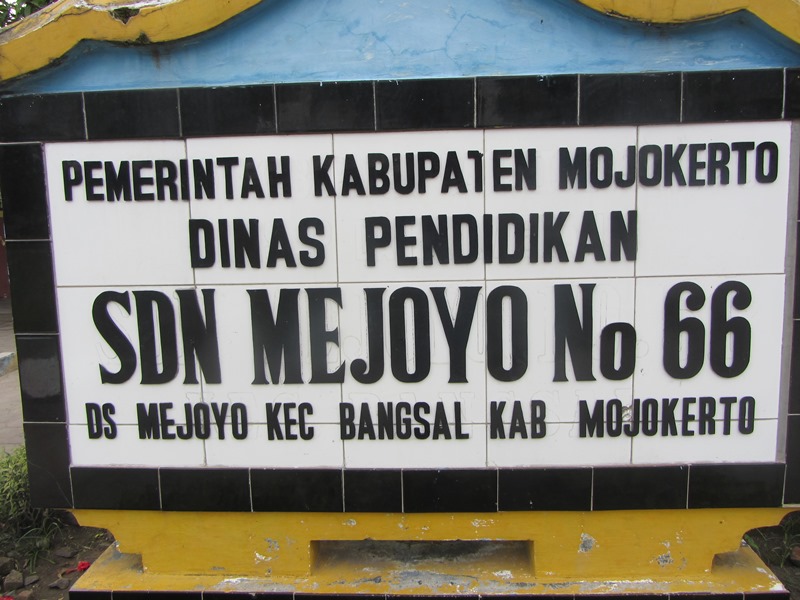 PEMERINTAH KABUPATEN MOJOKERTO
DINAS PENDIDIKAN
SDN MEJOYO No 66
DS MEJOYO KEC BANGSAL KAB MOJOKERTO